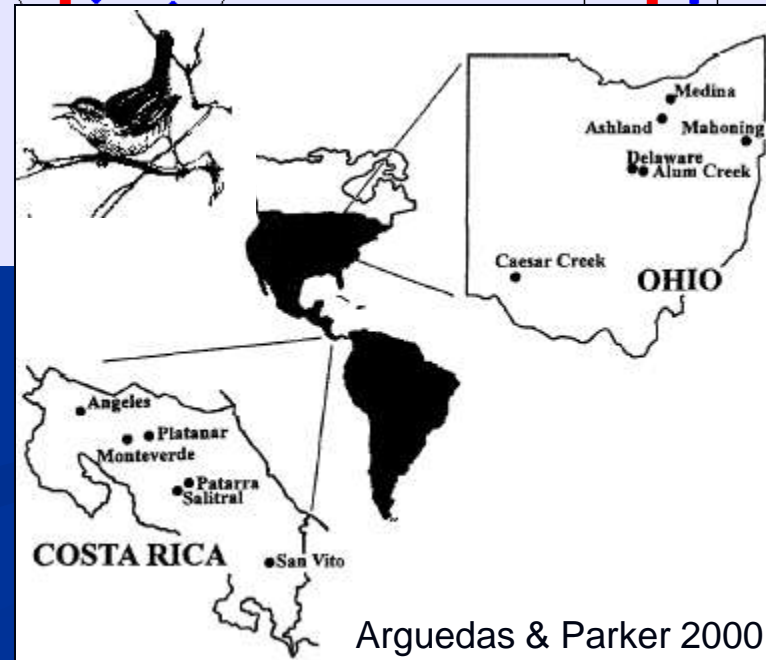 Medina
Ashland Mahoning
Delaware
Alum Creek
Caesar Creek
OHIO
Angeles
Platanar
Monteverde
Patarra
Salitral
COSTA RICA
San Vito
Arguedas & Parker 2000